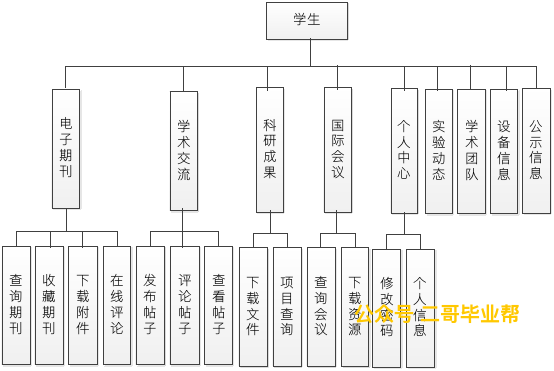 学生
电子期刊
学术交流
科研成果
国际会议
个人中心
实验动态
学术团队
设备信息
公示信息
查询期刊
收藏期刊
下载附件
在线评论
发布帖子
评论帖子
查看帖子
下载文件
项目查询
查询会议
下载资源
修改密码
个人信息
公众号二哥毕业帮